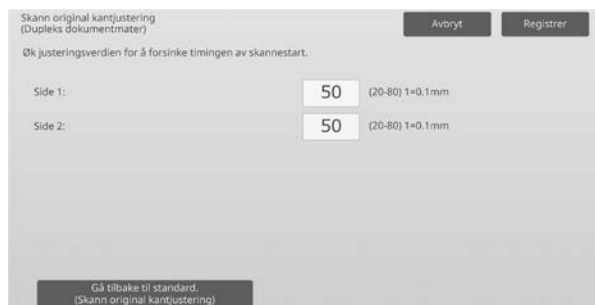 Skann original kantjustering
(Dupleks dokumentmater)
Avbryt
Registrer
Øk justeringsverdien for å forsinke timingen av skannestart.
Side 1:
50
(20-80) 1=0.1mm
Side 2:
50
(20-80) 1=0.1mm
Gå tilbake til standard.
(Skann original kantjustering)